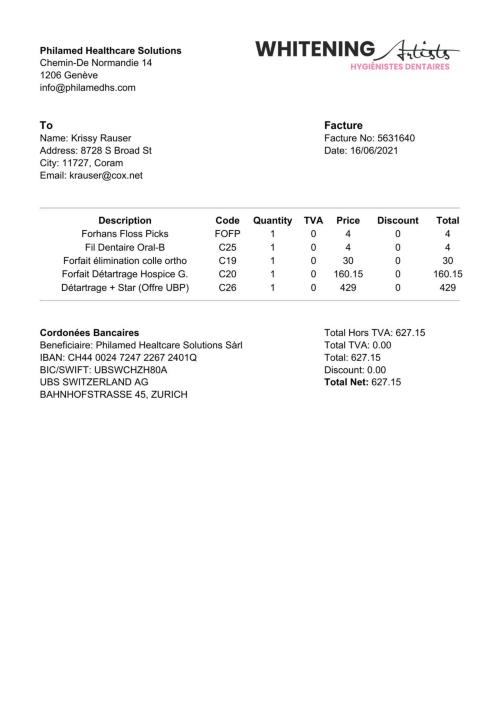 Philamed Healthcare Solutions
Chemin-De Normandie 14
1206 Genève
info@philamedhs.com
WHITENING Artists
HYGIÉNISTES DENTAIRES
To
Name: Krissy Rauser
Address: 8728 S Broad St
City: 11727, Coram
Email: krauser@cox.net
Facture
Facture No: 5631640
Date: 16/06/2021
Description Code Quantity TVA Price Discount Total
Forhans Floss Picks FOFP 1 0 4 0 4
Fil Dentaire Oral-B C25 1 0 4 0 4
Forfait élimination colle ortho C19 1 0 30 0 30
Forfait Détartrage Hospice G. C20 1 0 160.15 0 160.15
Détartrage + Star (Offre UBP) C26 1 0 429 0 429
Cordonées Bancaires
Beneficiaire: Philamed Healtcare Solutions Sàrl
IBAN: CH44 0024 7247 2267 2401Q
BIC/SWIFT: UBSWCHZH80A
UBS SWITZERLAND AG
BAHNHOFSTRASSE 45, ZURICH
Total Hors TVA: 627.15
Total TVA: 0.00
Total: 627.15
Discount: 0.00
Total Net: 627.15